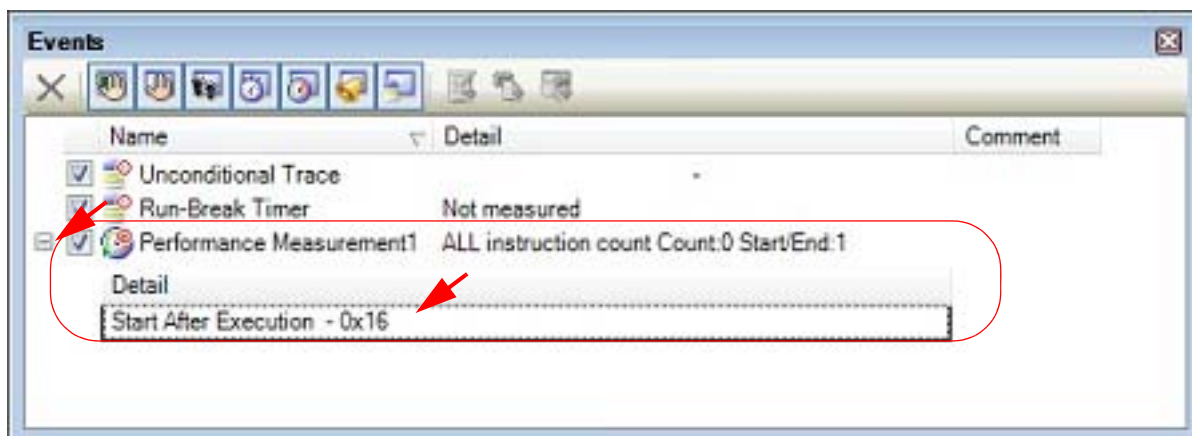 Events
Name Detail Comment
Unconditional Trace -
Run-Break Timer Not measured
Performance Measurement1 ALL instruction count Count:0 Start/End:1
Detail
Start After Execution - 0x16